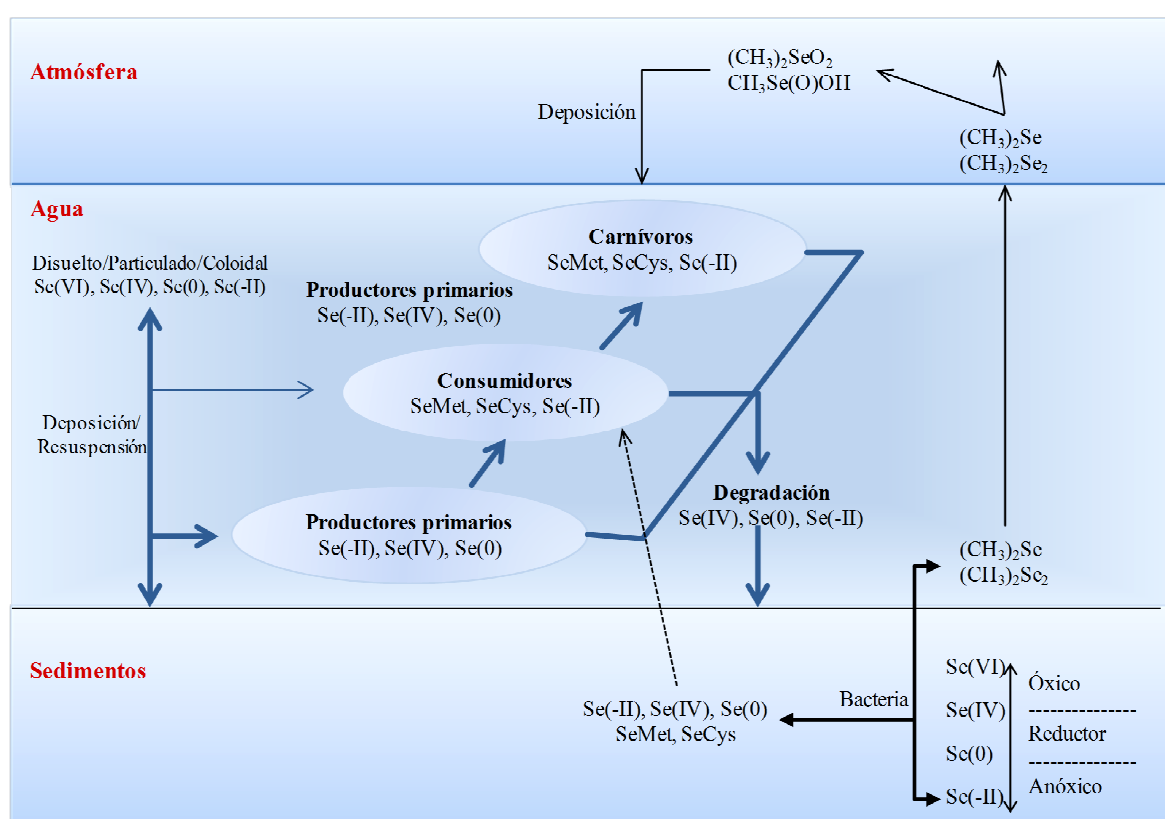 Atmósfera
(CH₃)₂SeO₂
CH₃Se(O)OH
Deposición
(CH₃)₂Se
(CH₃)₂Se₂
Agua
Disuelto/Particulado/Coloidal
Se(VI), Se(IV), Se(0), Se(-II)
Carnívoros
SeMet, SeCys, Se(-II)
Productores primarios
Se(-II), Se(IV), Se(0)
Consumidores
SeMet, SeCys, Se(-II)
Deposición/
Resuspensión
Degradación
Se(IV), Se(0), Se(-II)
Productores primarios
Se(-II), Se(IV), Se(0)
(CH₃)₂Se
(CH₃)₂Se₂
Sedimentos
Se(-II), Se(IV), Se(0)
SeMet, SeCys
Bacteria
Se(VI)
Óxico
Se(IV)
Reductor
Se(0)
Anóxico
Se(-II)